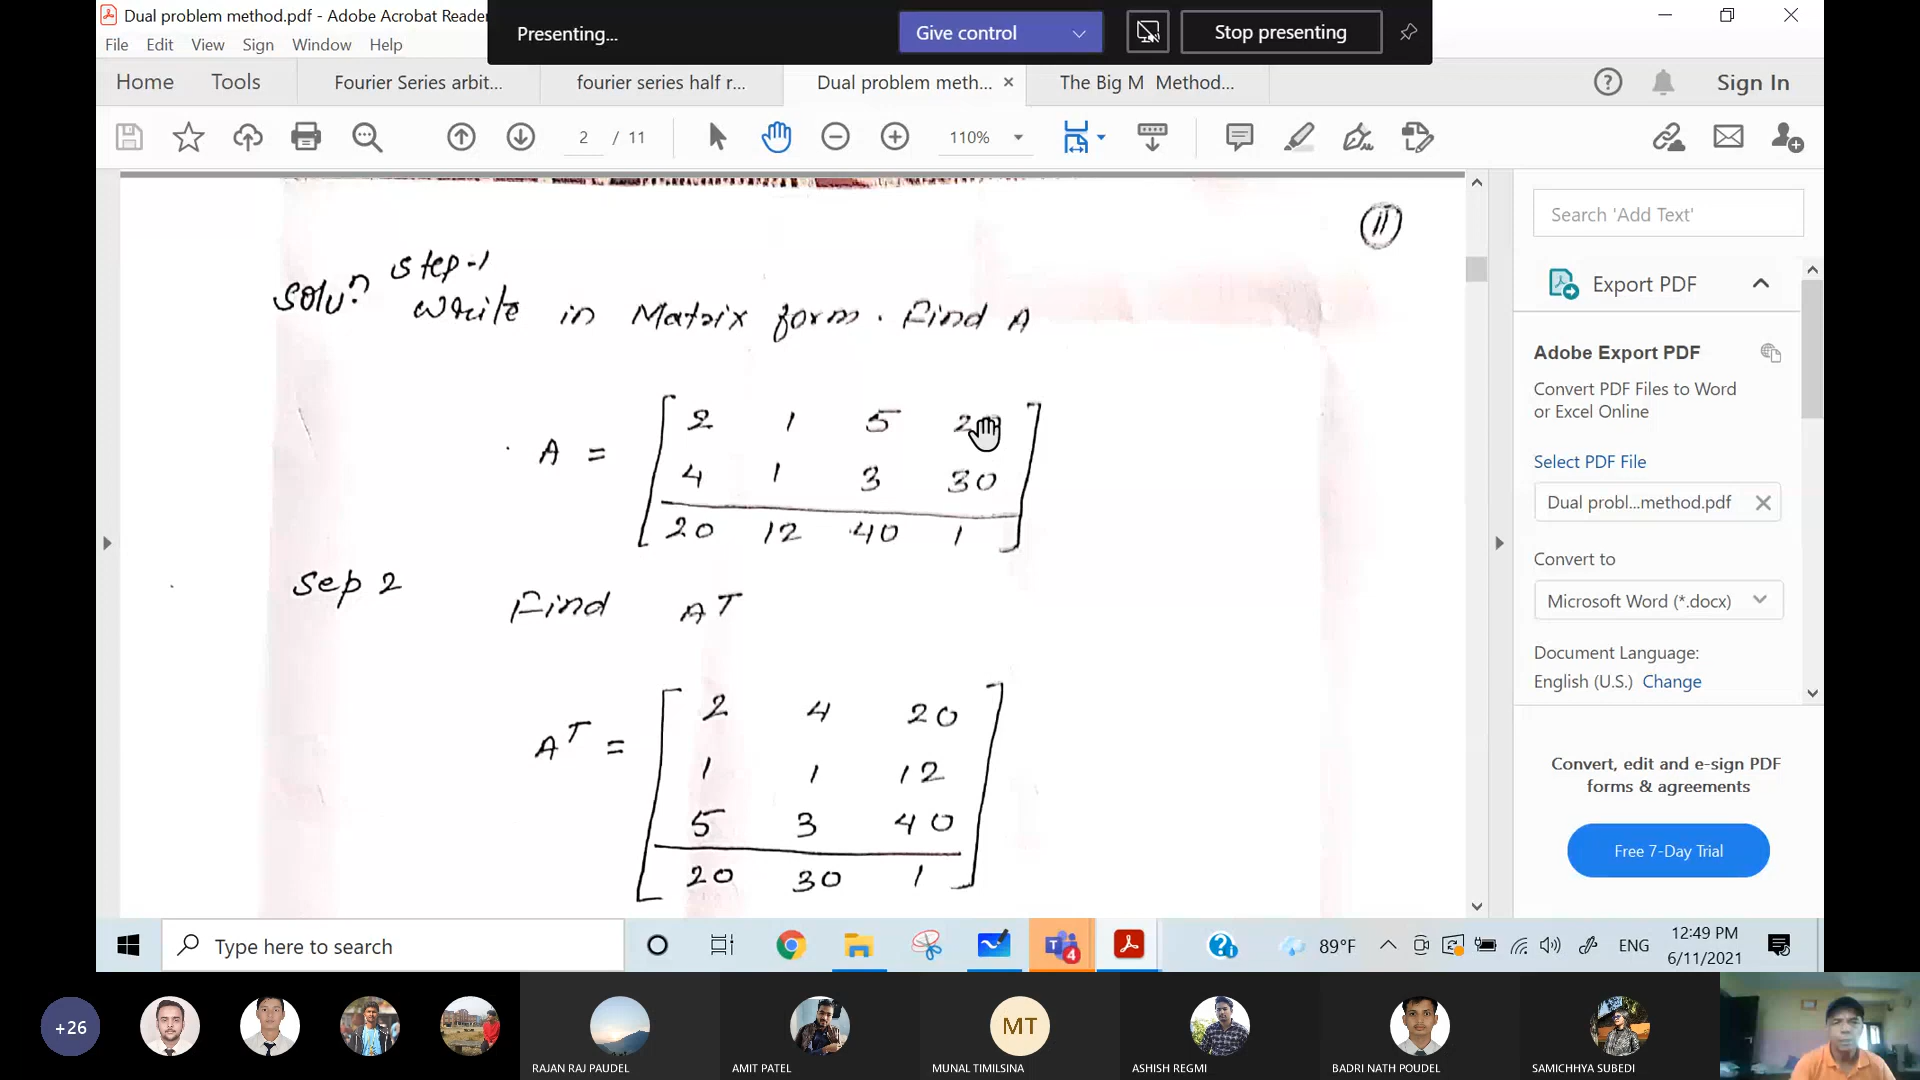 Dual problem method.pdf - Adobe Acrobat Reader
Presenting...
Give control
Stop presenting
File Edit View Sign Window Help
Home Tools Fourier Series arbit... fourier series half r... Dual problem meth... × The Big M Method... Sign In
2 / 11 110%
11
Step-1
Solu?
Write in Matrix form. Find A
A = 2 1 5 20
4 1 3 30
20 12 40 1
Sep 2 Find A^T
A^T = 2 4 20
1 1 12
5 3 40
20 30 1
Search 'Add Text'
Export PDF
Adobe Export PDF
Convert PDF Files to Word
or Excel Online
Select PDF File
Dual probl...method.pdf
Convert to
Microsoft Word (*.docx)
Document Language:
English (U.S.) Change
Convert, edit and e-sign PDF
forms & agreements
Free 7-Day Trial
Type here to search
4
89°F
ENG
12:49 PM
6/11/2021
+26
MT
RAJAN RAJ PAUDEL
AMIT PATEL
MUNAL TIMILSINA
ASHISH REGMI
BADRI NATH POUDEL
SAMICHHYA SUBEDI